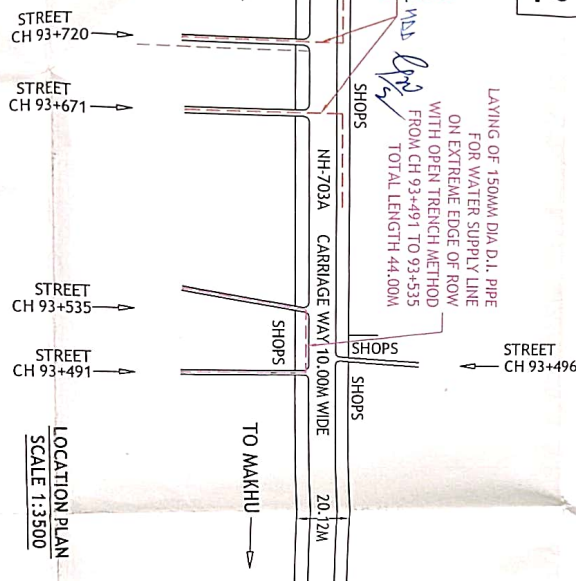 STREET
CH 93+720
STREET
CH 93+671
STREET
CH 93+535
STREET
CH 93+491
STREET
CH 93+496
LAYING OF 150MM DIA D.I. PIPE
FOR WATER SUPPLY LINE
ON EXTREME EDGE OF ROW
WITH OPEN TRENCH METHOD
FROM CH 93+491 TO 93+535
TOTAL LENGTH 44.00M
SHOPS
NH-703A CARRIAGE WAY 10.00M WIDE
SHOPS
SHOPS
SHOPS
20.12M
TO MAKHU
LOCATION PLAN
SCALE 1:3500